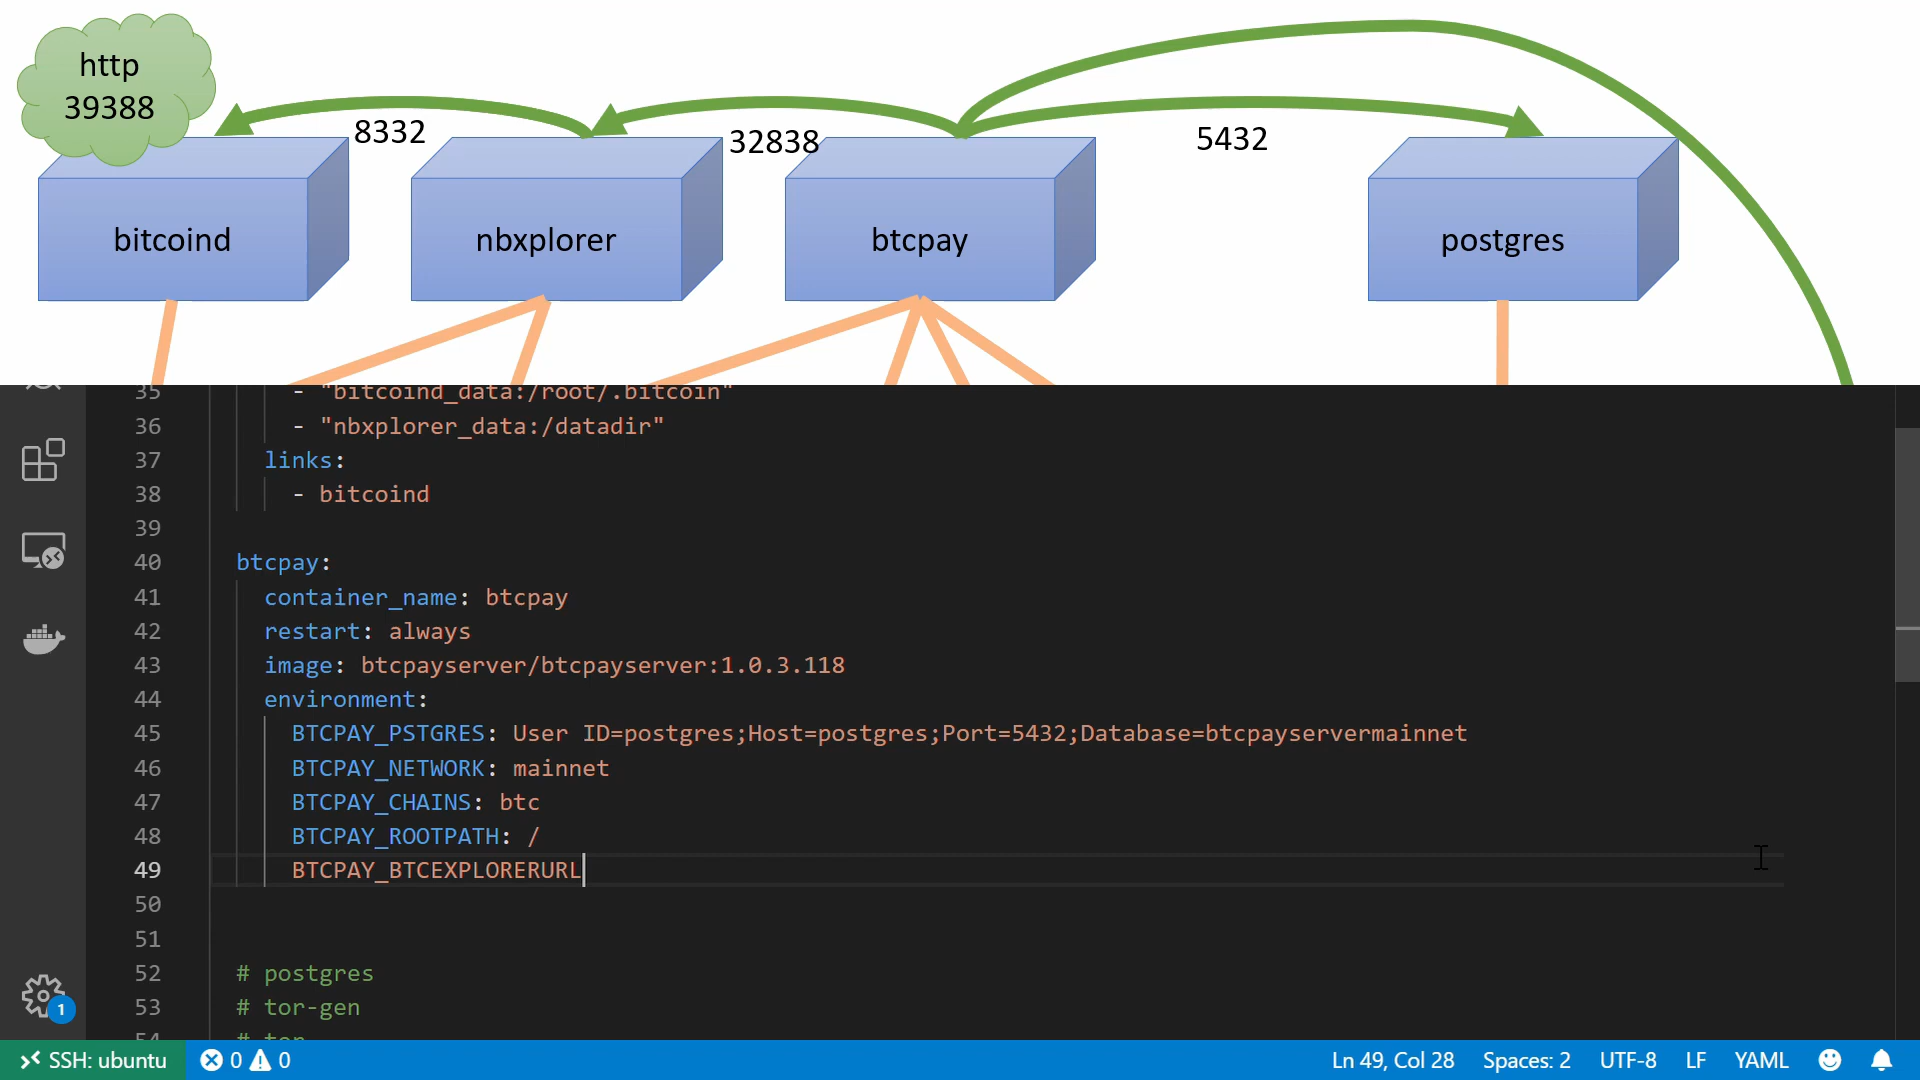 http
39388
8332
32838
5432
bitcoind
nbxplorer
btcpay
postgres
35 - "bitcoind_data:/root/.bitcoin"
36 - "nbxplorer_data:/datadir"
37 links:
38 - bitcoind
39
40 btcpay:
41 container_name: btcpay
42 restart: always
43 image: btcpayserver/btcpayserver:1.0.3.118
44 environment:
45 BTCPAY_PSTGRES: User ID=postgres;Host=postgres;Port=5432;Database=btcpayservermainnet
46 BTCPAY_NETWORK: mainnet
47 BTCPAY_CHAINS: btc
48 BTCPAY_ROOTPATH: /
49 BTCPAY_BTCEXPLORERURL
50
51
52 # postgres
53 # tor-gen
54 # tor
1
SSH: ubuntu 0 0 Ln 49, Col 28 Spaces: 2 UTF-8 LF YAML